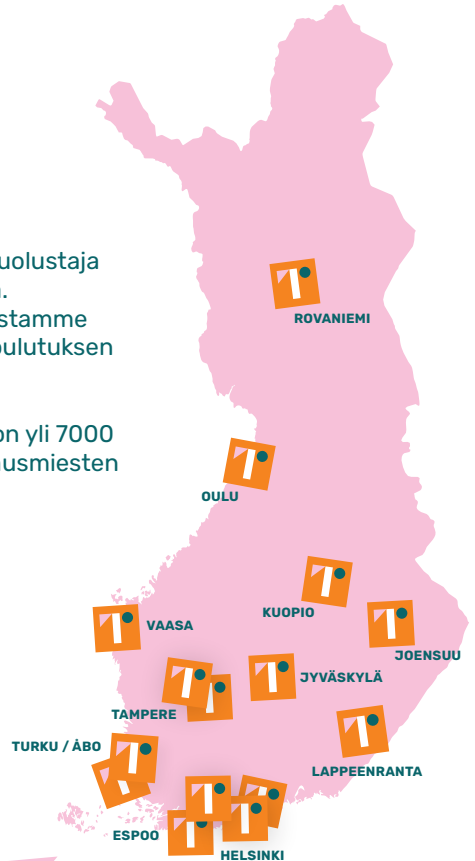 uolustaja
.
stamme
oulutuksen
on yli 7000
usmiesten
ROVANIEMI
OULU
KUOPIO
VAASA
JOENSUU
JYVÄSKYLÄ
TAMPERE
TURKU / ÅBO
LAPPEENRANTA
ESPOO
HELSINKI